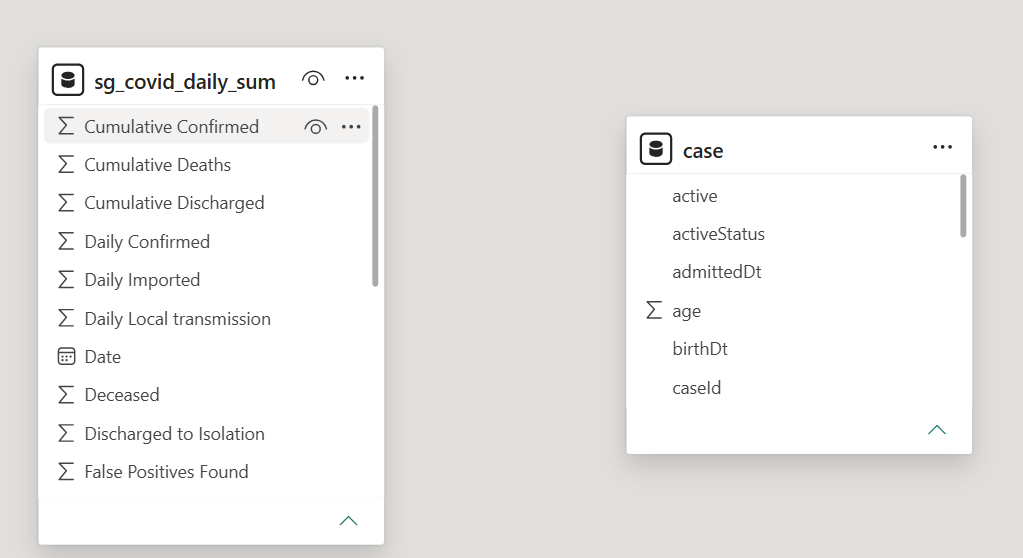 sg_covid_daily_sum
Cumulative Confirmed
Cumulative Deaths
Cumulative Discharged
Daily Confirmed
Daily Imported
Daily Local transmission
Date
Deceased
Discharged to Isolation
False Positives Found
case
active
activeStatus
admittedDt
age
birthDt
caseId